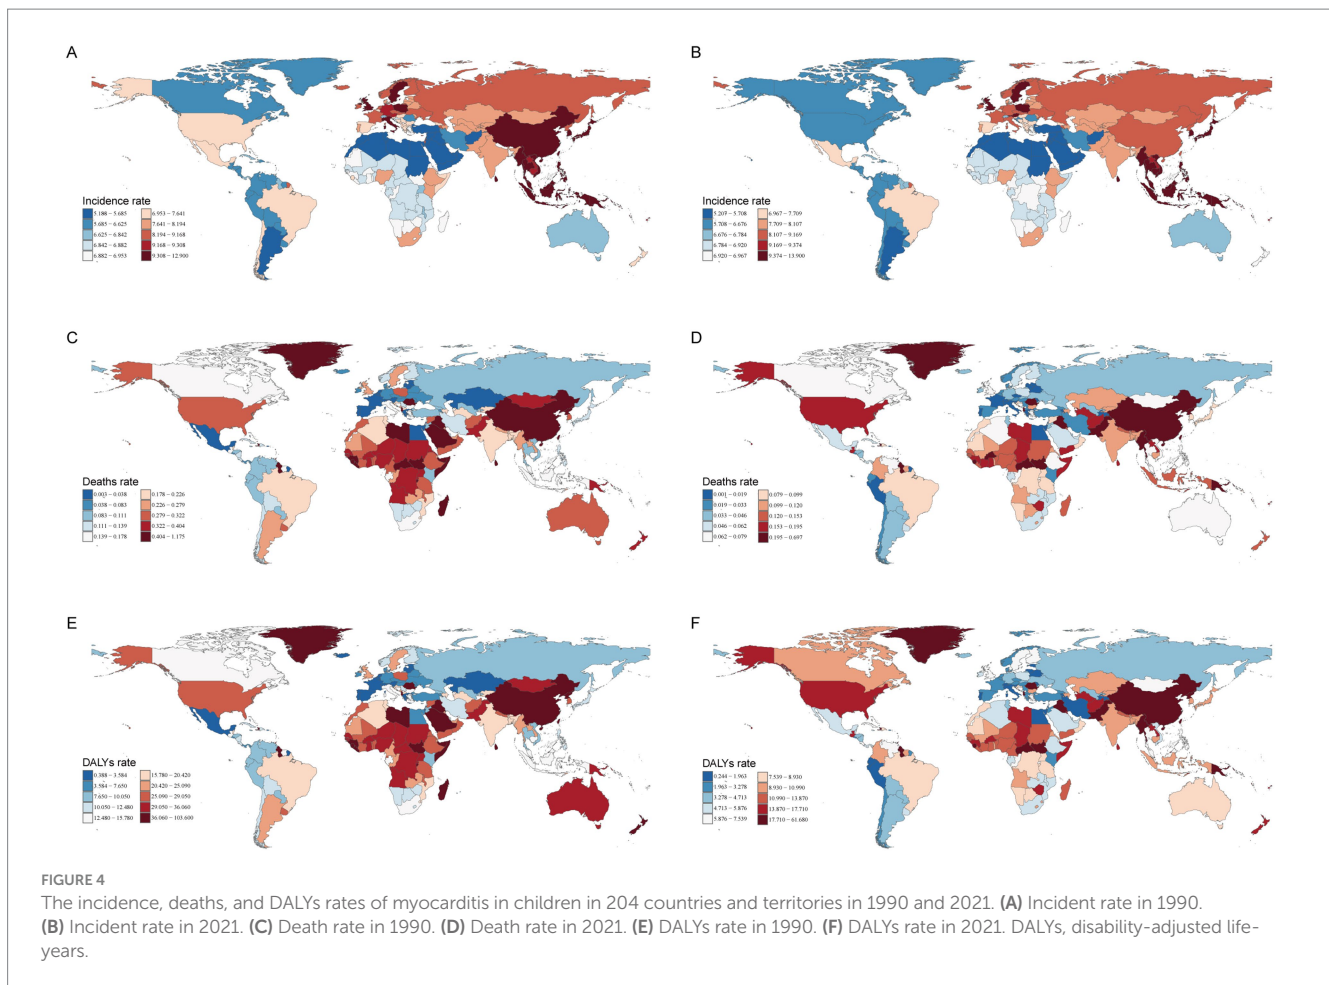 A
B
Incidence rate
5.188 – 5.685
5.685 – 6.625
6.625 – 6.842
6.842 – 6.882
6.882 – 6.953
6.953 – 7.641
7.641 – 8.194
8.194 – 9.168
9.168 – 9.308
9.308 – 12.900
Incidence rate
5.207 – 5.708
5.708 – 6.676
6.676 – 6.784
6.784 – 6.920
6.920 – 6.967
6.967 – 7.709
7.709 – 8.107
8.107 – 9.169
9.169 – 9.374
9.374 – 13.900
C
D
Deaths rate
0.003 – 0.038
0.038 – 0.083
0.083 – 0.111
0.111 – 0.139
0.139 – 0.178
0.178 – 0.226
0.226 – 0.279
0.279 – 0.322
0.322 – 0.404
0.404 – 1.175
Deaths rate
0.001 – 0.019
0.019 – 0.033
0.033 – 0.046
0.046 – 0.062
0.062 – 0.079
0.079 – 0.099
0.099 – 0.120
0.120 – 0.153
0.153 – 0.195
0.195 – 0.697
E
F
DALYs rate
0.388 – 3.584
3.584 – 7.650
7.650 – 10.050
10.050 – 12.480
12.480 – 15.780
15.780 – 20.420
20.420 – 25.090
25.090 – 29.050
29.050 – 36.060
36.060 – 103.600
DALYs rate
0.244 – 1.963
1.963 – 3.278
3.278 – 4.713
4.713 – 5.876
5.876 – 7.539
7.539 – 8.930
8.930 – 10.990
10.990 – 13.870
13.870 – 17.710
17.710 – 61.680
FIGURE 4
The incidence, deaths, and DALYs rates of myocarditis in children in 204 countries and territories in 1990 and 2021. (A) Incident rate in 1990.
(B) Incident rate in 2021. (C) Death rate in 1990. (D) Death rate in 2021. (E) DALYs rate in 1990. (F) DALYs rate in 2021. DALYs, disability-adjusted life-
years.